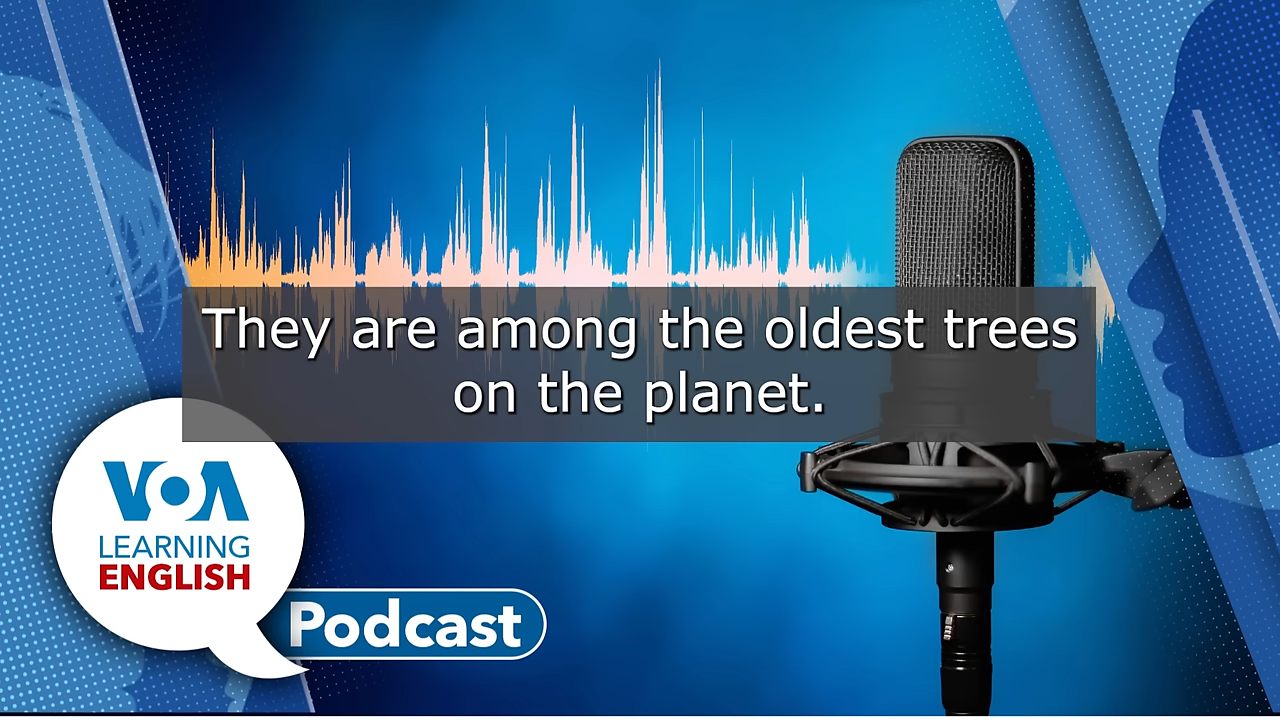 They are among the oldest trees
on the planet.
VOA
LEARNING
ENGLISH
Podcast